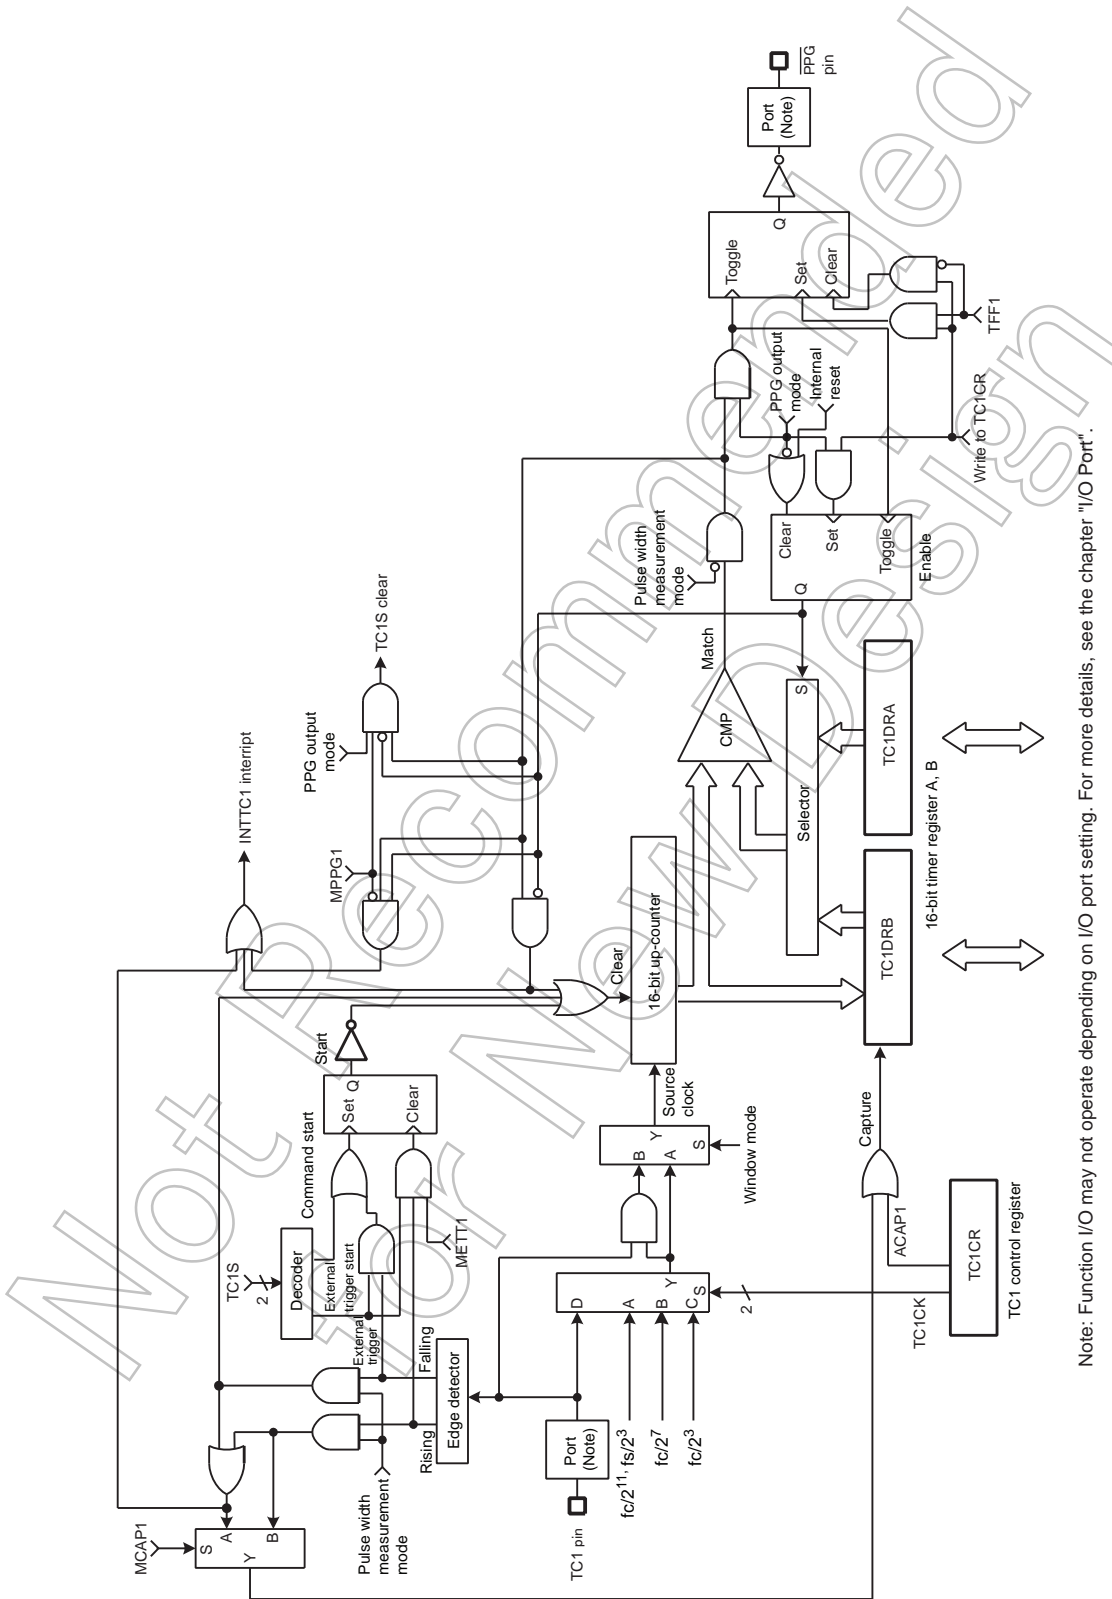 Not Recommended
for New Design
MCAP1
S
A
B
Y
Pulse width
measurement
mode
TC1 pin
Port
(Note)
Rising
Falling
Edge detector
External
trigger
External
trigger start
TC1S
2
Decoder
Command start
METT1
Set
Q
Clear
Start
INTTC1 interript
MPPG1
PPG output
mode
TC1S clear
fc/2¹¹, fs/2³
fc/2⁷
fc/2³
D
A
B
C
S
Y
2
TC1CK
B
A
Y
S
Window mode
Source
clock
Clear
16-bit up-counter
CMP
Match
Pulse width
measurement
mode
Selector
S
Q
Clear
Set
Toggle
Enable
PPG output
mode
Internal
reset
Write to TC1CR
TFF1
Toggle
Set
Clear
Q
Port
(Note)
P̅P̅G̅
pin
Capture
ACAP1
TC1CR
TC1 control register
TC1DRB
TC1DRA
16-bit timer register A, B
Note: Function I/O may not operate depending on I/O port setting. For more details, see the chapter "I/O Port".